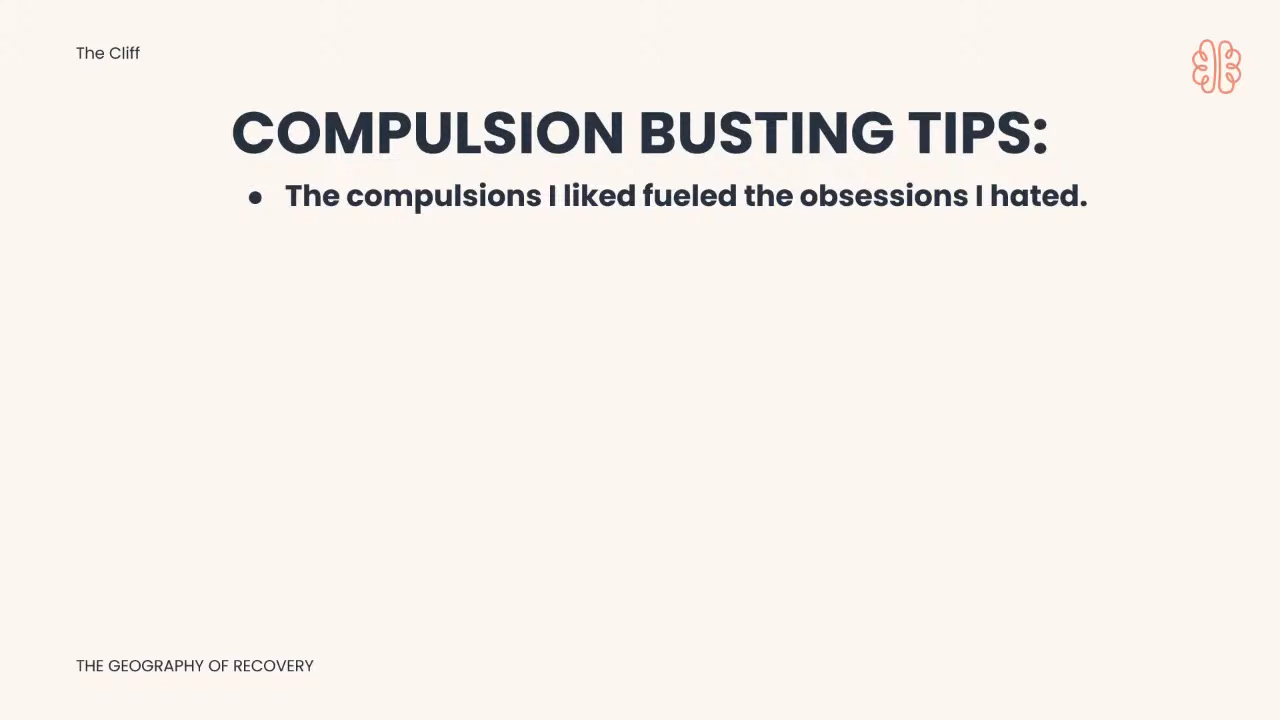 The Cliff
COMPULSION BUSTING TIPS:
● The compulsions I liked fueled the obsessions I hated.
THE GEOGRAPHY OF RECOVERY